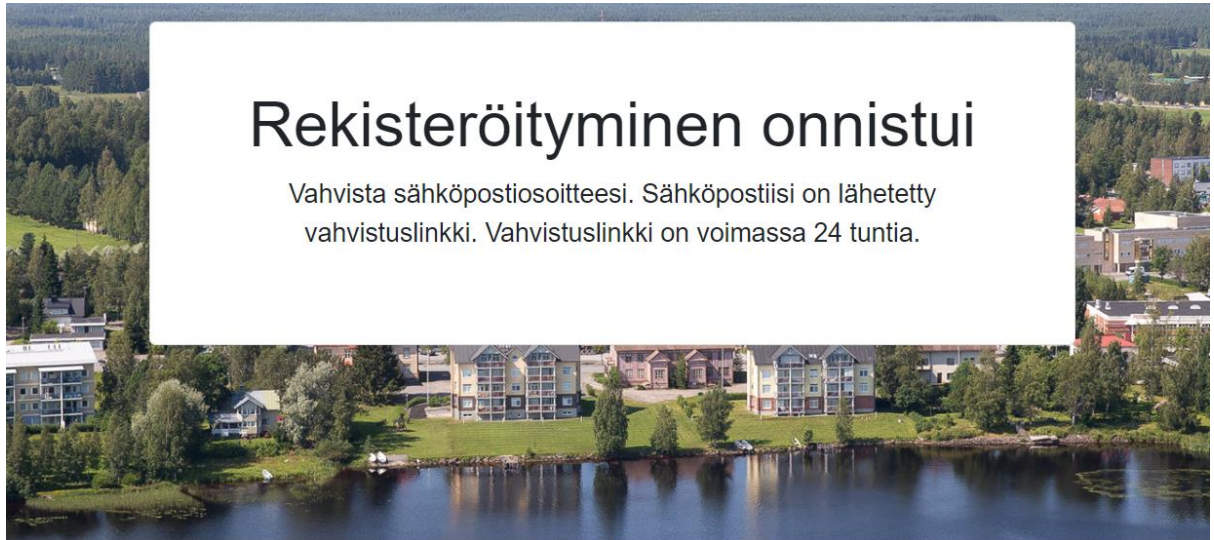 Rekisteröityminen onnistui
Vahvista sähköpostiosoitteesi. Sähköpostiisi on lähetetty
vahvistuslinkki. Vahvistuslinkki on voimassa 24 tuntia.